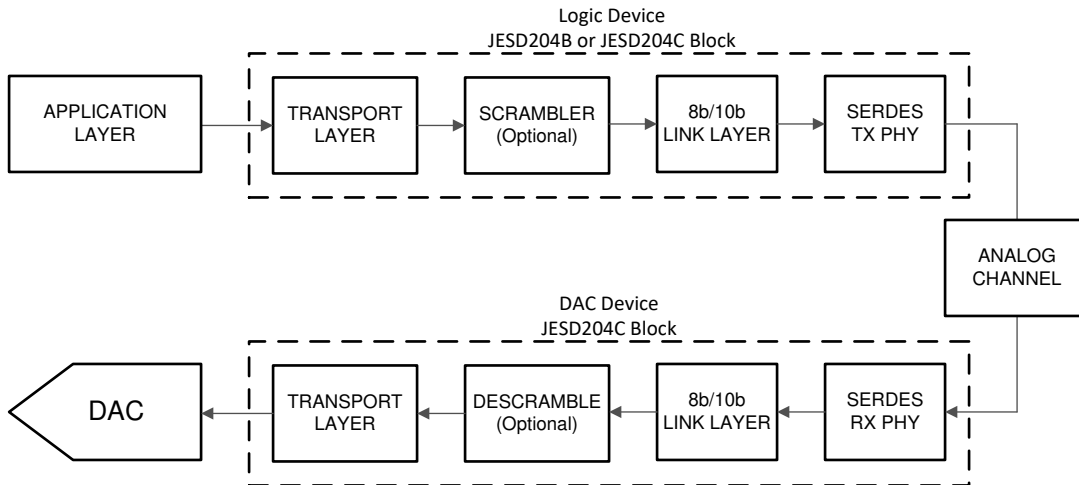 Logic Device
JESD204B or JESD204C Block
APPLICATION
LAYER
TRANSPORT
LAYER
SCRAMBLER
(Optional)
8b/10b
LINK LAYER
SERDES
TX PHY
ANALOG
CHANNEL
DAC Device
JESD204C Block
DAC
TRANSPORT
LAYER
DESCRAMBLE
(Optional)
8b/10b
LINK LAYER
SERDES
RX PHY